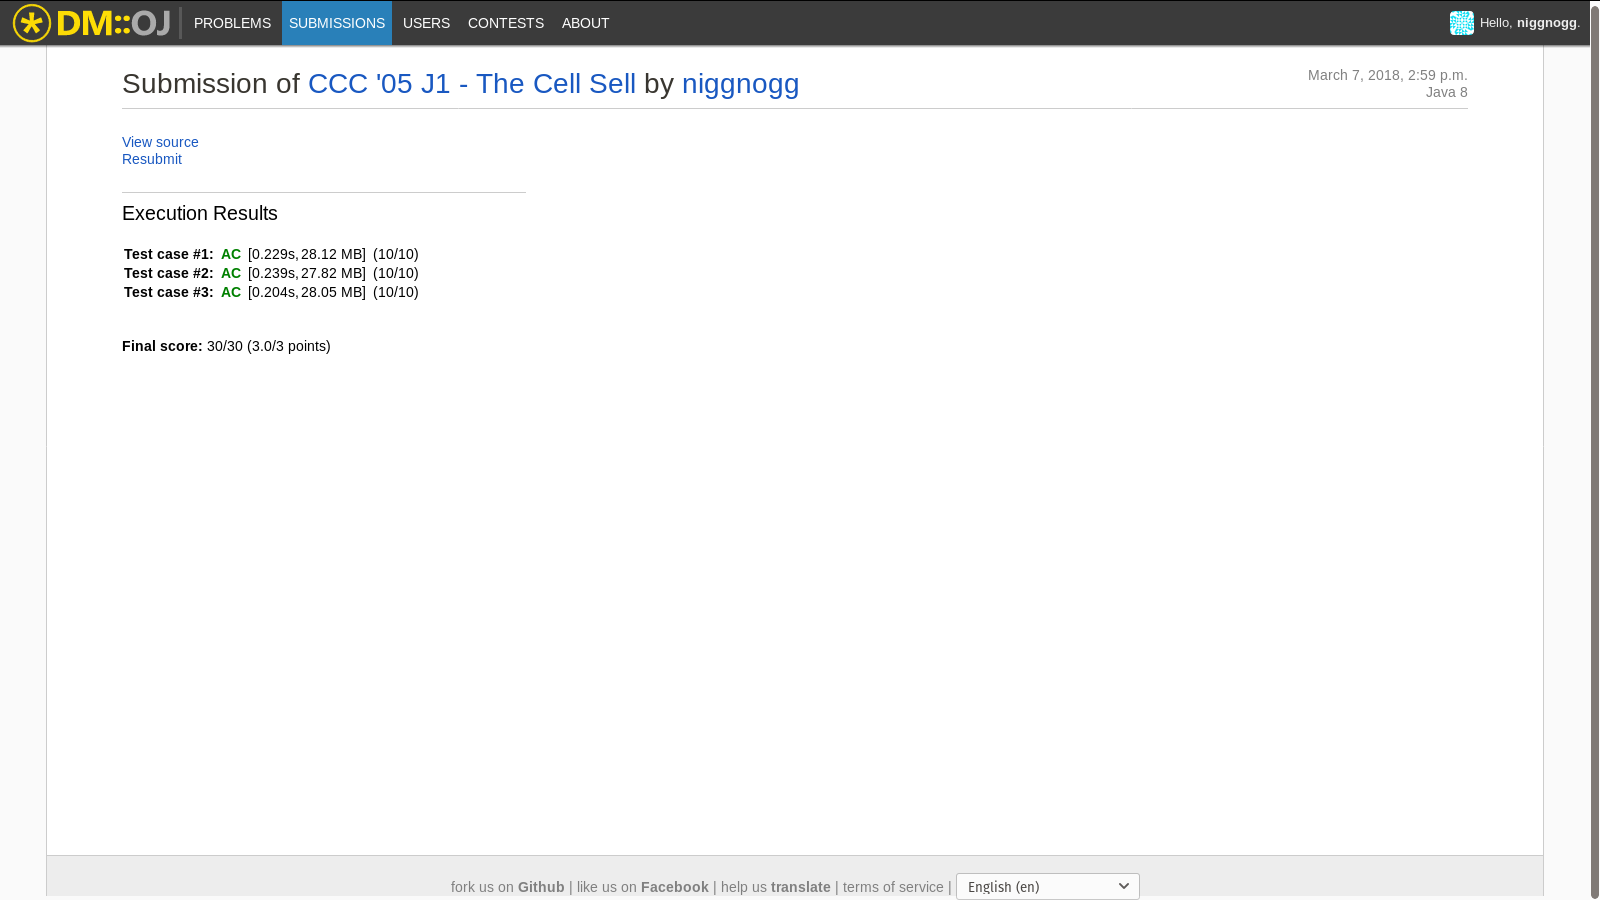 DM::OJ PROBLEMS SUBMISSIONS USERS CONTESTS ABOUT Hello, niggnogg.
Submission of CCC '05 J1 - The Cell Sell by niggnogg
March 7, 2018, 2:59 p.m.
Java 8
View source
Resubmit
Execution Results
Test case #1: AC [0.229s, 28.12 MB] (10/10)
Test case #2: AC [0.239s, 27.82 MB] (10/10)
Test case #3: AC [0.204s, 28.05 MB] (10/10)
Final score: 30/30 (3.0/3 points)
fork us on Github | like us on Facebook | help us translate | terms of service | English (en)